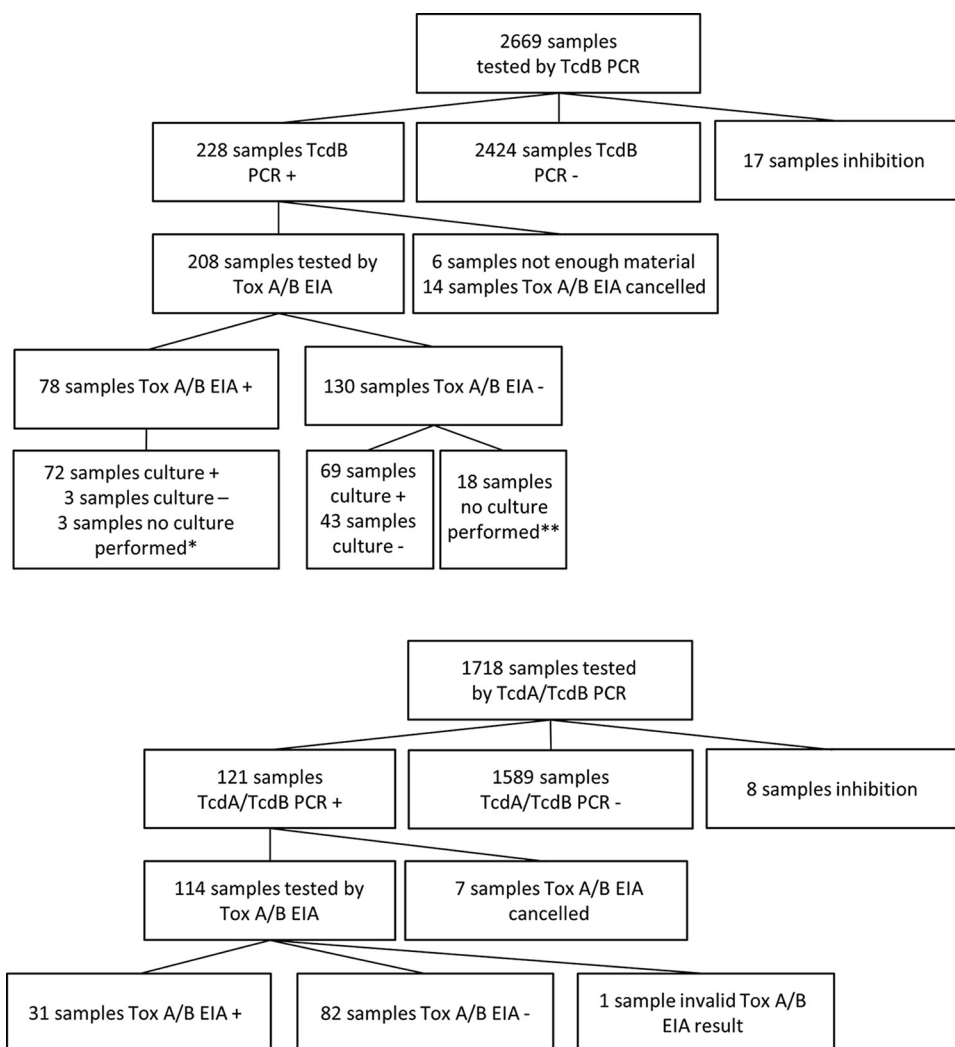 2669 samples
tested by TcdB PCR
228 samples TcdB
PCR +
2424 samples TcdB
PCR -
17 samples inhibition
208 samples tested by
Tox A/B EIA
6 samples not enough material
14 samples Tox A/B EIA cancelled
78 samples Tox A/B EIA +
130 samples Tox A/B EIA -
72 samples culture +
3 samples culture –
3 samples no culture
performed*
69 samples
culture +
43 samples
culture -
18 samples
no culture
performed**
1718 samples tested
by TcdA/TcdB PCR
121 samples
TcdA/TcdB PCR +
1589 samples
TcdA/TcdB PCR -
8 samples inhibition
114 samples tested by
Tox A/B EIA
7 samples Tox A/B EIA
cancelled
31 samples Tox A/B EIA +
82 samples Tox A/B EIA -
1 sample invalid Tox A/B
EIA result